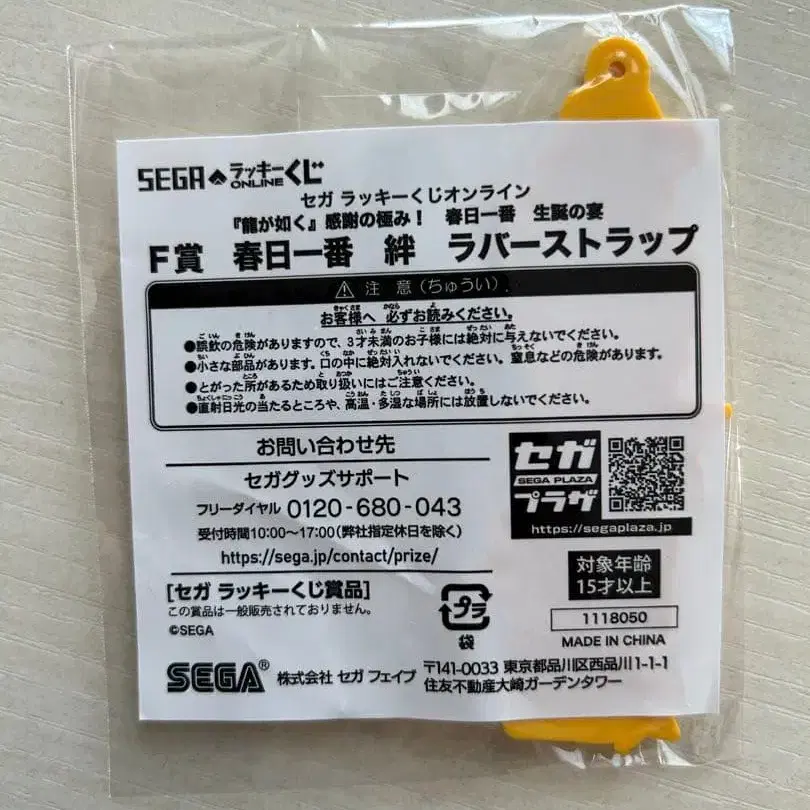 SEGA ラッキーくじ ONLINE
セガ ラッキーくじオンライン
『龍が如く』感謝の極み! 春日一番 生誕の宴
F賞 春日一番 絆 ラバーストラップ
注意(ちゅうい)
お客様へ 必ずお読みください。
●誤飲の危険がありますので、3才未満のお子様には絶対に与えないでください。
●小さな部品があります。口の中に絶対入れないでください。窒息などの危険があります。
●とがった所があるため取り扱いにはご注意ください。
●直射日光の当たるところや、高温・多湿な場所には放置しないでください。
お問い合わせ先
セガグッズサポート
フリーダイヤル 0120-680-043
受付時間10:00~17:00(弊社指定休日を除く)
https://sega.jp/contact/prize/
セガ
SEGA PLAZA
プラザ
https://segaplaza.jp
[セガ ラッキーくじ賞品]
この賞品は一般販売されておりません。
©SEGA
プラ
袋
対象年齢
15才以上
1118050
MADE IN CHINA
SEGA® 株式会社 セガ フェイブ 〒141-0033 東京都品川区西品川1-1-1
住友不動産大崎ガーデンタワー